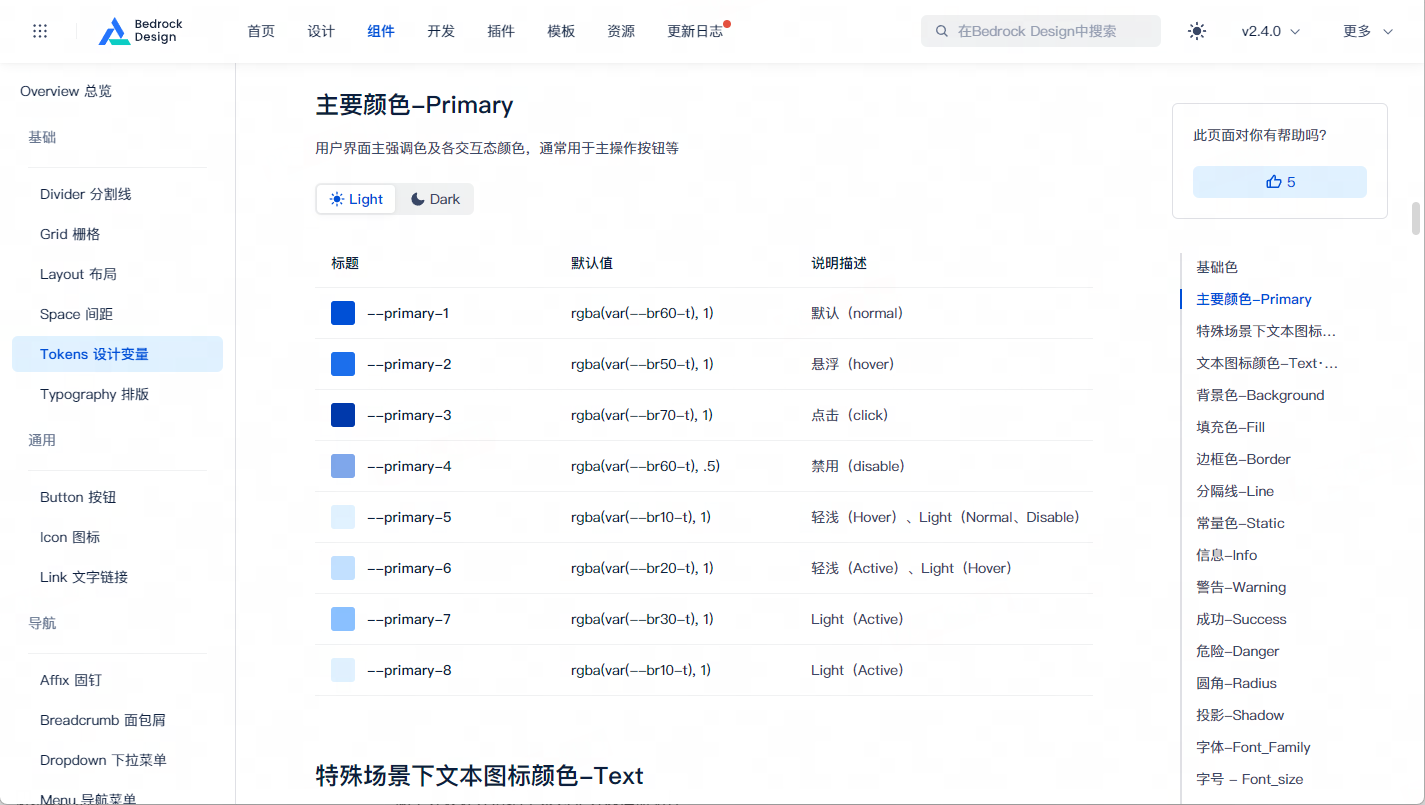 Bedrock
Design
首页 设计 组件 开发 插件 模板 资源 更新日志
在Bedrock Design中搜索
v2.4.0
更多
Overview 总览
基础
Divider 分割线
Grid 栅格
Layout 布局
Space 间距
Tokens 设计变量
Typography 排版
通用
Button 按钮
Icon 图标
Link 文字链接
导航
Affix 固钉
Breadcrumb 面包屑
Dropdown 下拉菜单
Menu 导航菜单
主要颜色-Primary
用户界面主强调色及各交互态颜色，通常用于主操作按钮等
Light Dark
标题 默认值 说明描述
--primary-1 rgba(var(--br60-t), 1) 默认（normal）
--primary-2 rgba(var(--br50-t), 1) 悬浮（hover）
--primary-3 rgba(var(--br70-t), 1) 点击（click）
--primary-4 rgba(var(--br60-t), .5) 禁用（disable）
--primary-5 rgba(var(--br10-t), 1) 轻浅（Hover）、Light（Normal、Disable）
--primary-6 rgba(var(--br20-t), 1) 轻浅（Active）、Light（Hover）
--primary-7 rgba(var(--br30-t), 1) Light（Active）
--primary-8 rgba(var(--br10-t), 1) Light（Active）
特殊场景下文本图标颜色-Text
此页面对你有帮助吗?
5
基础色
主要颜色-Primary
特殊场景下文本图标...
文本图标颜色-Text·...
背景色-Background
填充色-Fill
边框色-Border
分隔线-Line
常量色-Static
信息-Info
警告-Warning
成功-Success
危险-Danger
圆角-Radius
投影-Shadow
字体-Font_Family
字号 - Font_size